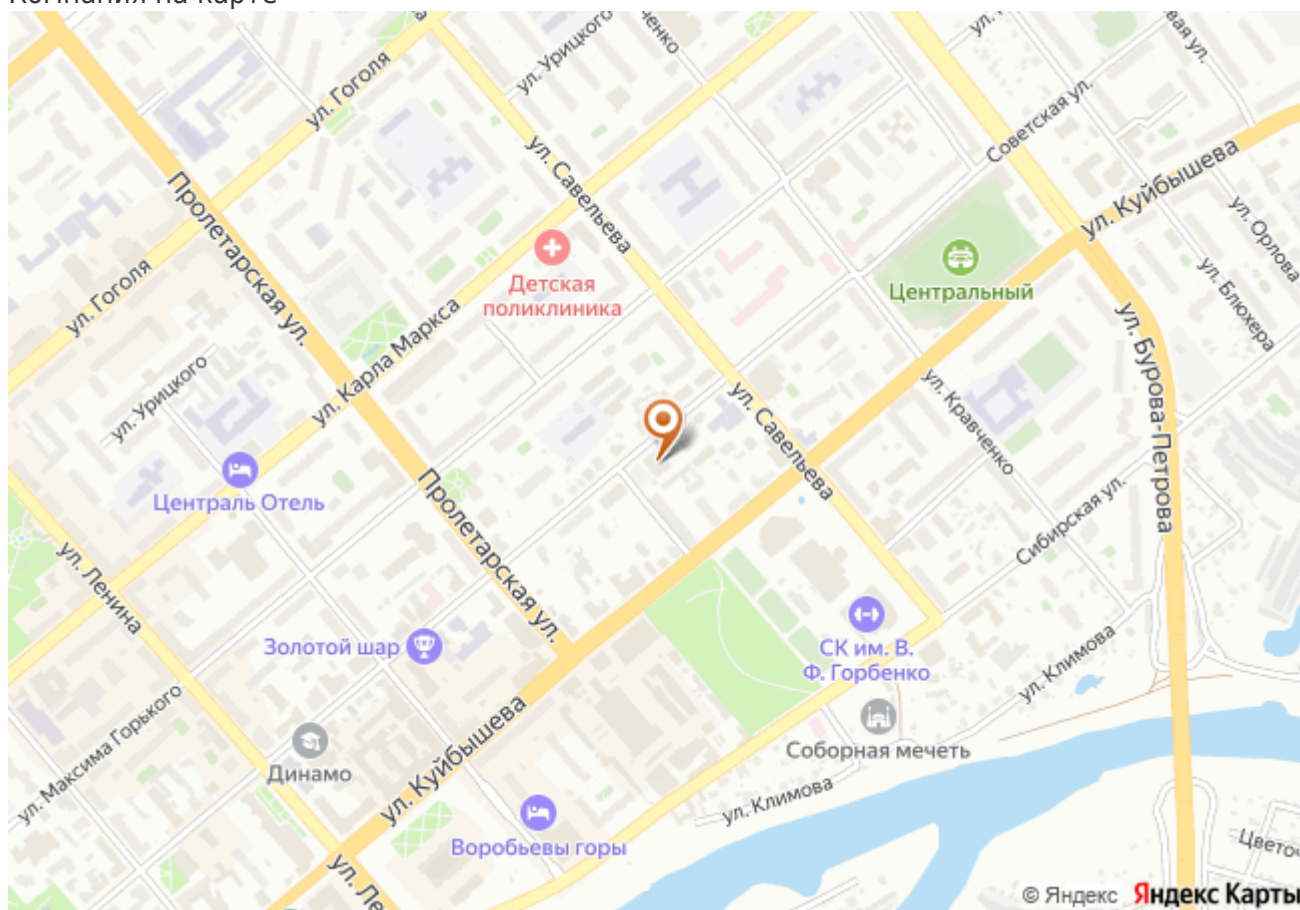 Компания на карте
ул. Урицкого
ул. Гоголя
Советская ул.
ул. Куйбышева
ул. Савельева
Пролетарская ул.
ул. Орлова
ул. Блюхера
Детская
поликлиника
Центральный
ул. Гоголя
ул. Карла Маркса
ул. Бурова-Петрова
ул. Урицкого
ул. Савельева
ул. Кравченко
Централь Отель
Пролетарская ул.
Сибирская ул.
ул. Ленина
Золотой шар
СК им. В.
Ф. Горбенко
ул. Климова
ул. Максима Горького
Динамо
ул. Куйбышева
Соборная мечеть
ул. Климова
Воробьевы горы
© Яндекс Яндекс Карты